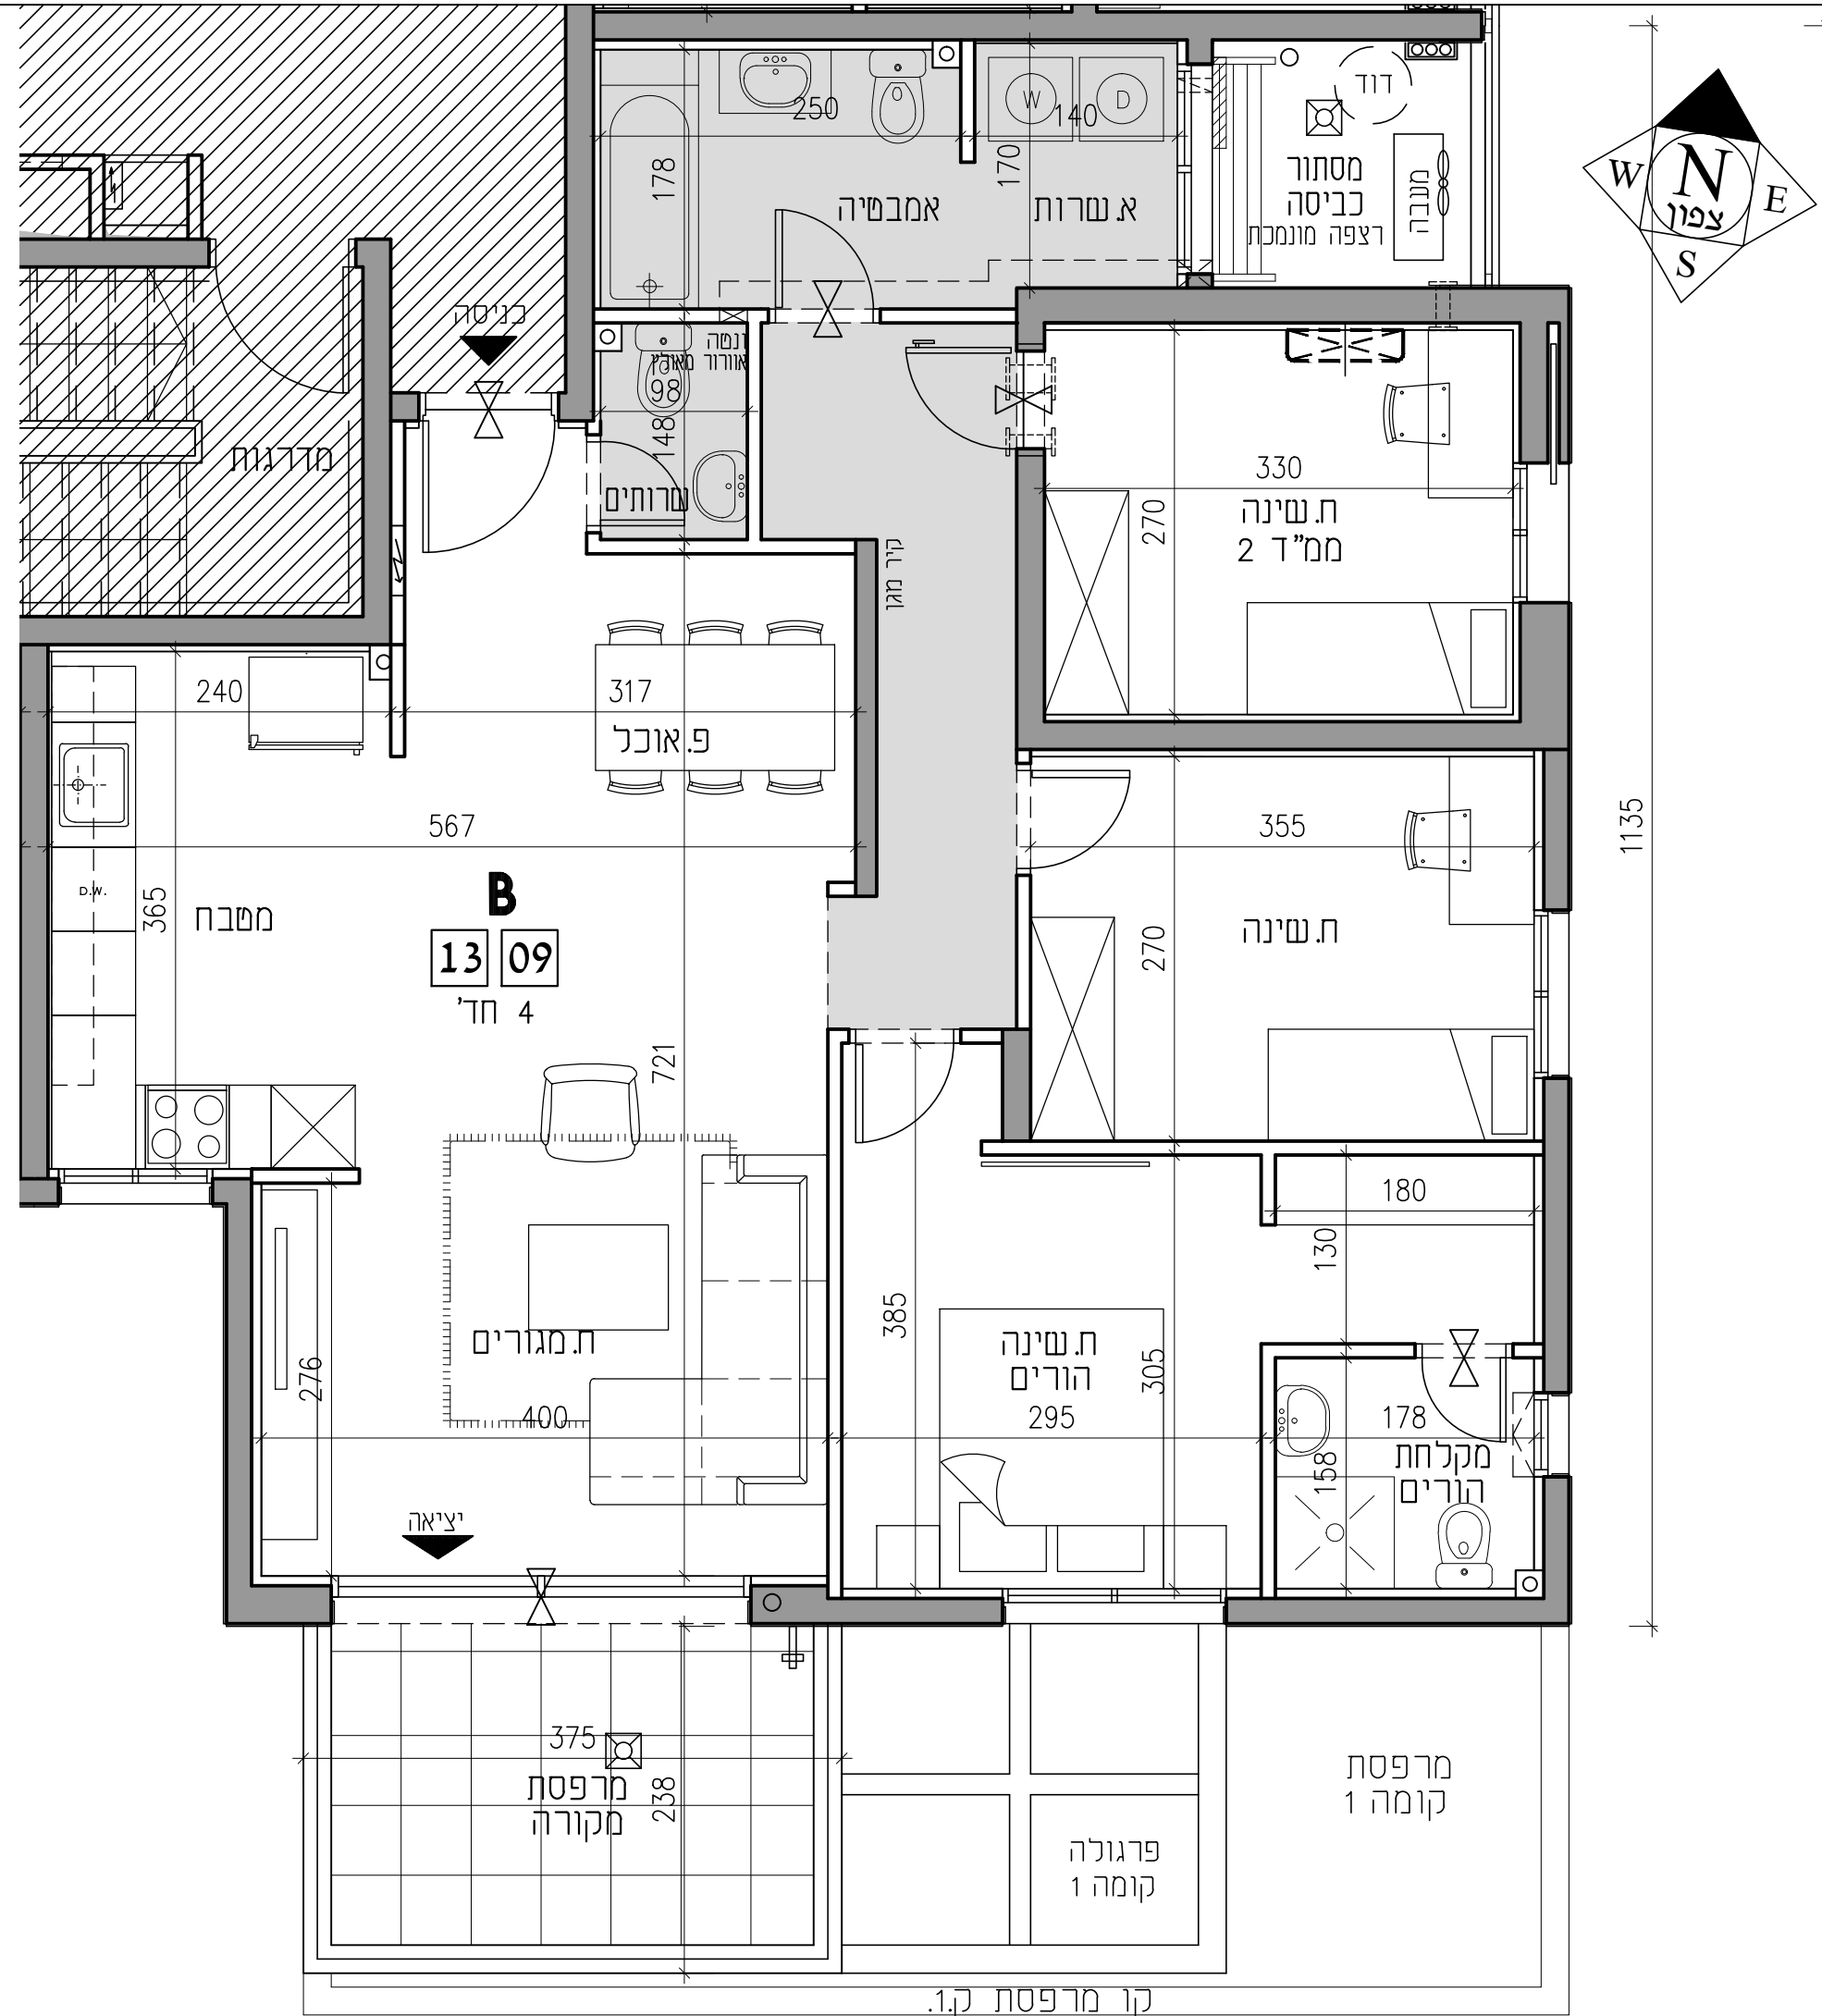 דוד
W
D
250
140
178
170
אמבטיה
א.שרות
מסתור
כביסה
רצפה מונמכת
מעבה
N
צפון
W
E
S
כניסה
ונטה
אוורור מאולץ
98
148
שרותים
מדרגות
330
270
ח.שינה
ממ"ד 2
קיר מגן
240
317
פ.אוכל
567
355
1135
D.W.
365
מטבח
B
13 09
4 חד'
270
ח.שינה
721
180
130
385
ח.שינה
הורים
305
295
276
ח.מגורים
400
178
158
מקלחת
הורים
יציאה
375
238
מרפסת
מקורה
מרפסת
קומה 1
פרגולה
קומה 1
קו מרפסת ק.1.